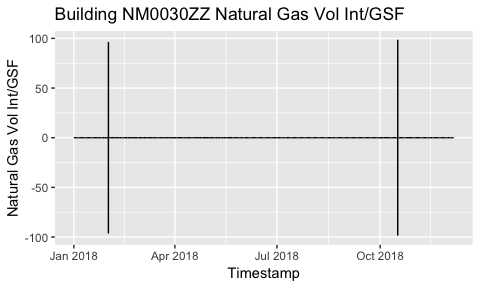 Building NM0030ZZ Natural Gas Vol Int/GSF
100
50
0
-50
-100
Natural Gas Vol Int/GSF
Jan 2018 Apr 2018 Jul 2018 Oct 2018
Timestamp